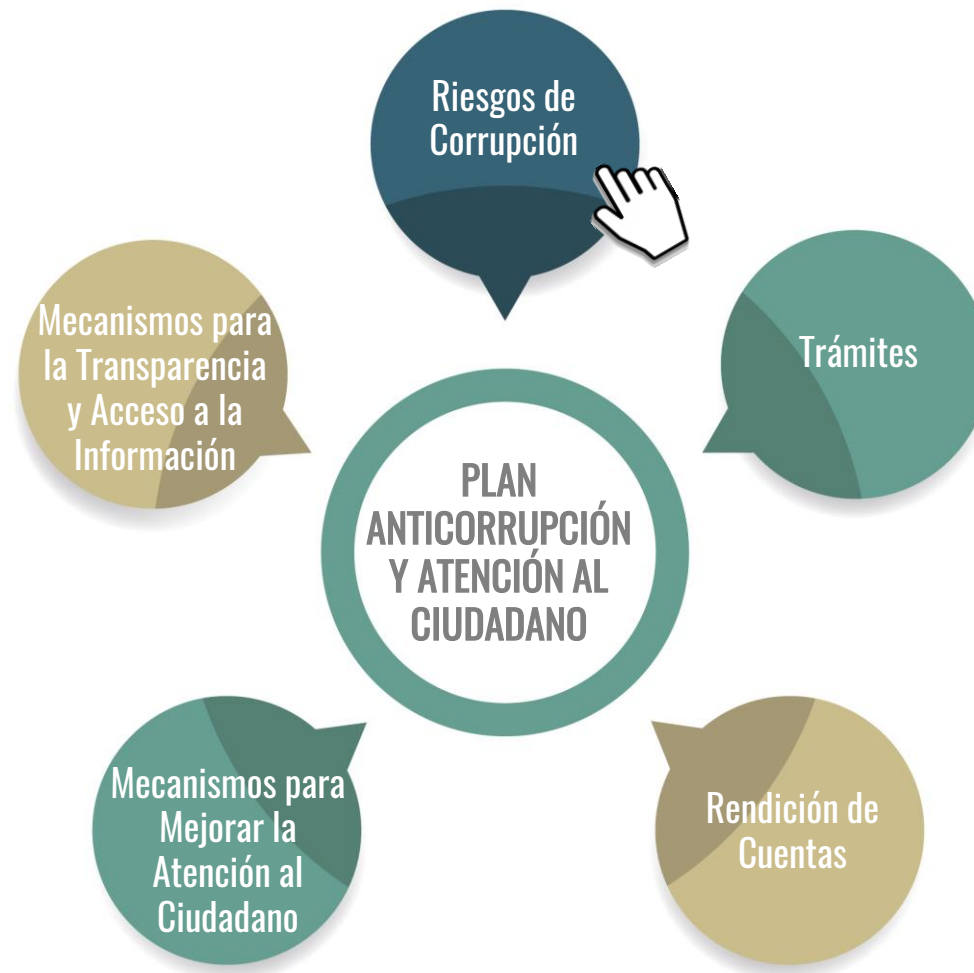 Riesgos de
Corrupción
Trámites
Mecanismos para
la Transparencia
y Acceso a la
Información
PLAN
ANTICORRUPCIÓN
Y ATENCIÓN AL
CIUDADANO
Mecanismos para
Mejorar la
Atención al
Ciudadano
Rendición de
Cuentas